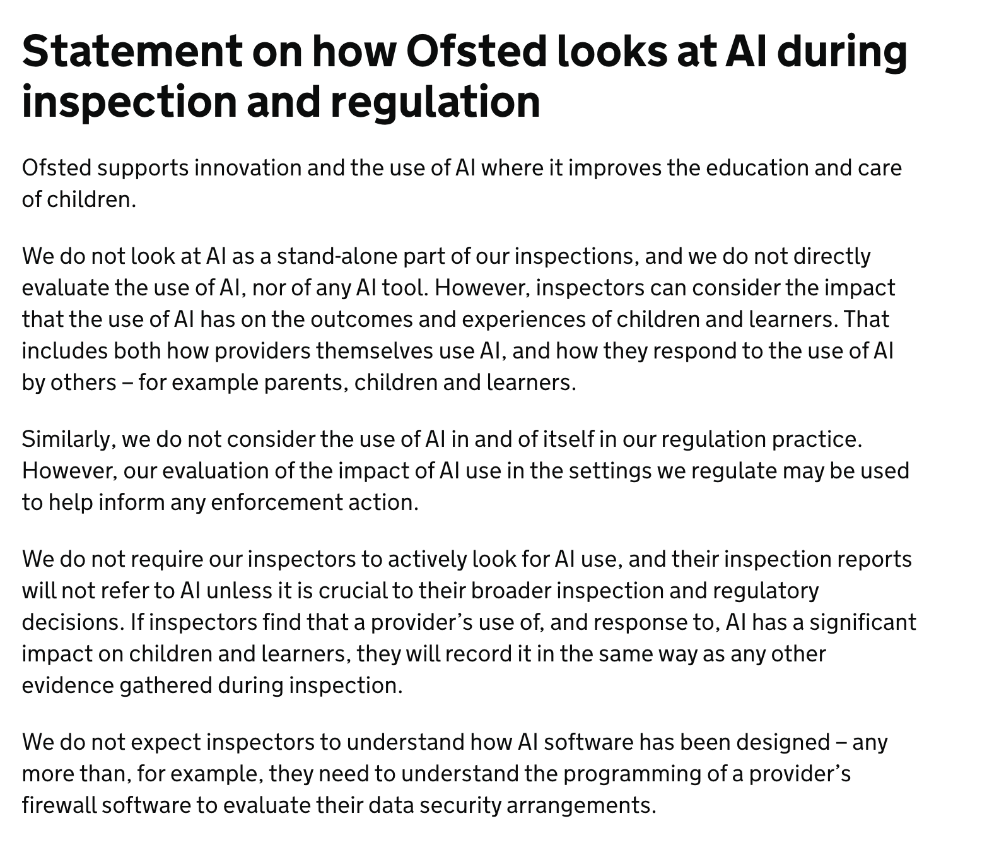 Statement on how Ofsted looks at AI during
inspection and regulation
Ofsted supports innovation and the use of AI where it improves the education and care
of children.
We do not look at AI as a stand-alone part of our inspections, and we do not directly
evaluate the use of AI, nor of any AI tool. However, inspectors can consider the impact
that the use of AI has on the outcomes and experiences of children and learners. That
includes both how providers themselves use AI, and how they respond to the use of AI
by others – for example parents, children and learners.
Similarly, we do not consider the use of AI in and of itself in our regulation practice.
However, our evaluation of the impact of AI use in the settings we regulate may be used
to help inform any enforcement action.
We do not require our inspectors to actively look for AI use, and their inspection reports
will not refer to AI unless it is crucial to their broader inspection and regulatory
decisions. If inspectors find that a provider’s use of, and response to, AI has a significant
impact on children and learners, they will record it in the same way as any other
evidence gathered during inspection.
We do not expect inspectors to understand how AI software has been designed – any
more than, for example, they need to understand the programming of a provider’s
firewall software to evaluate their data security arrangements.